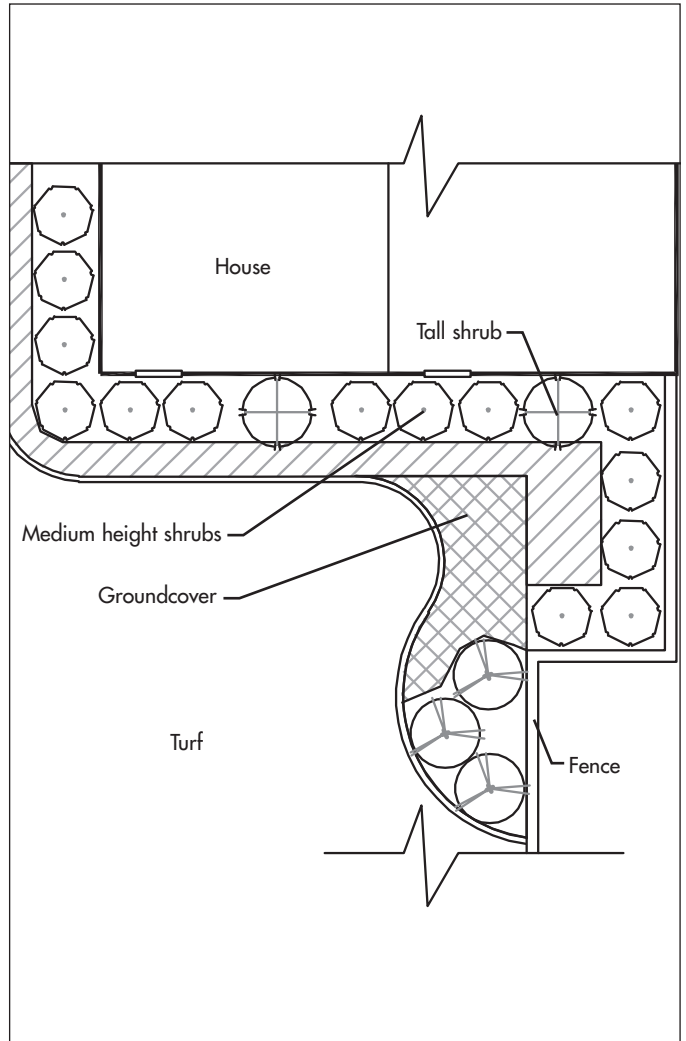 House
Tall shrub
Medium height shrubs
Groundcover
Turf
Fence